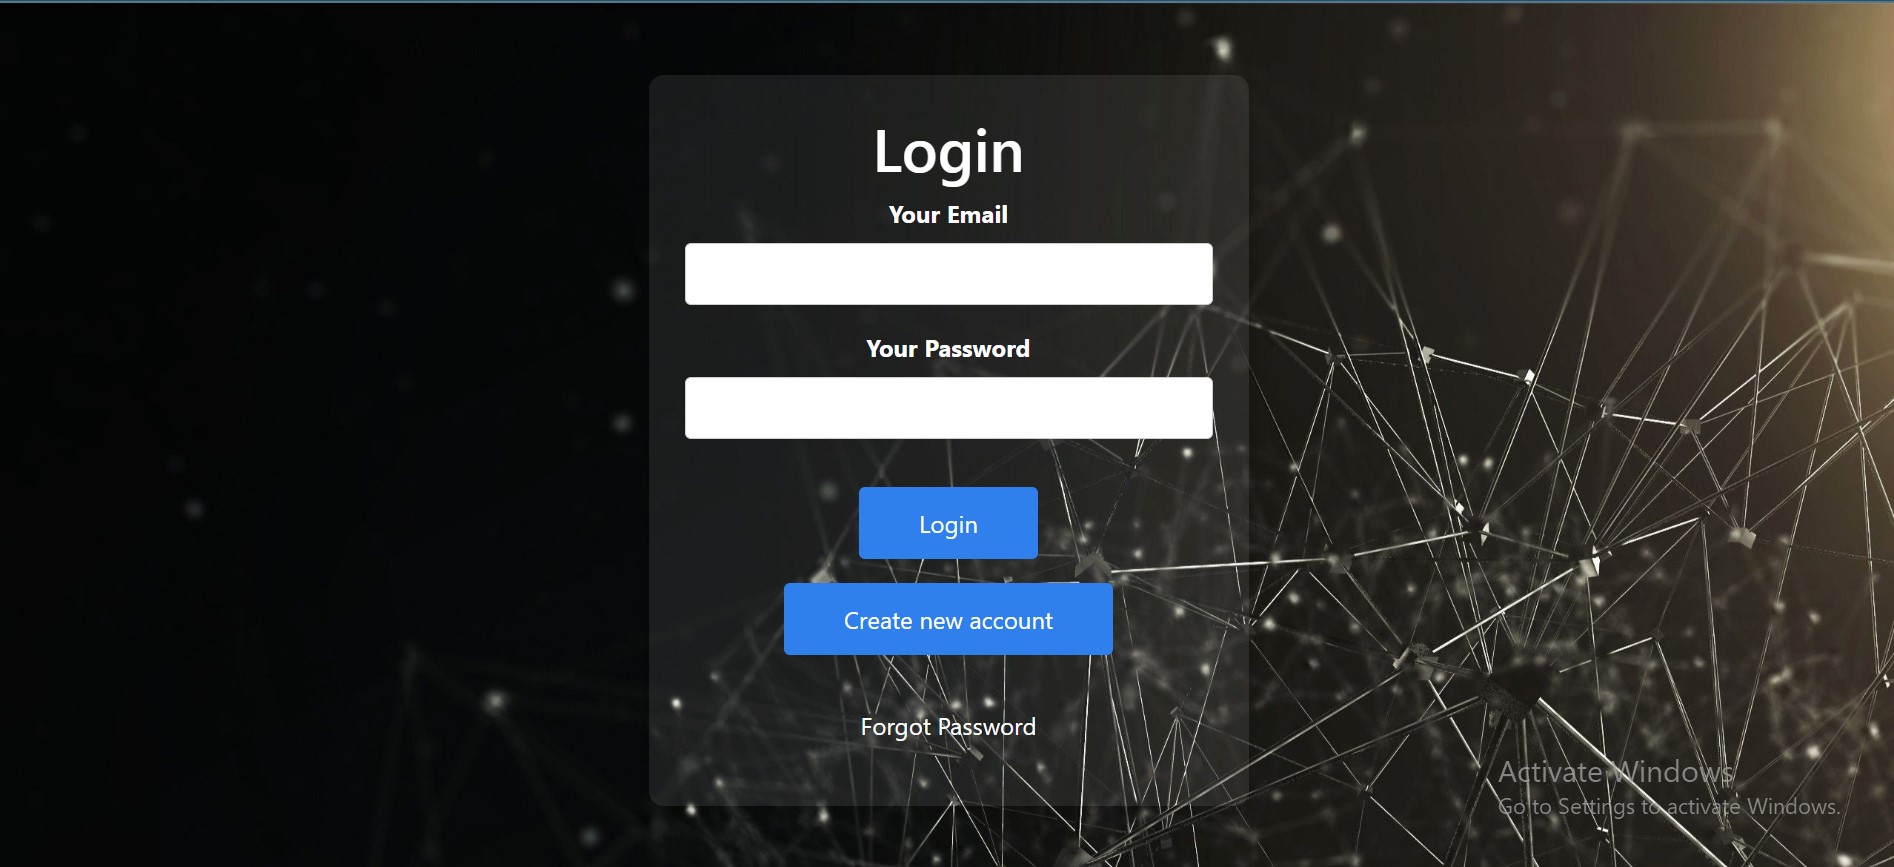 Login
Your Email
Your Password
Login
Create new account
Forgot Password
Activate Windows
Go to Settings to activate Windows.